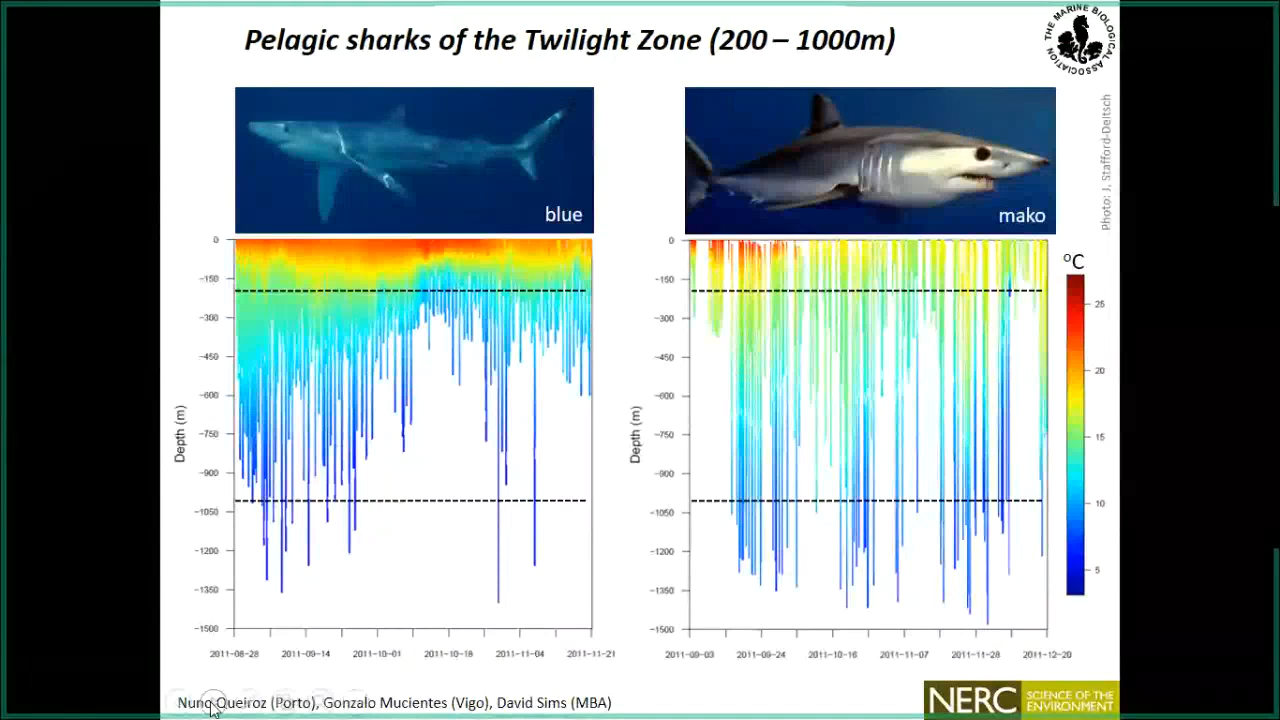 Pelagic sharks of the Twilight Zone (200 – 1000m)
THE MARINE BIOLOGICAL ASSOCIATION
Photo: J. Stafford-Deitsch
blue
mako
0
−150
−300
−450
−600
−750
−900
−1050
−1200
−1350
−1500
Depth (m)
2011−08−28 2011−09−14 2011−10−01 2011−10−18 2011−11−04 2011−11−21
0
−150
−300
−450
−600
−750
−900
−1050
−1200
−1350
−1500
Depth (m)
2011−09−03 2011−09−24 2011−10−16 2011−11−07 2011−11−28 2011−12−20
°C
25
20
15
10
5
Nuno Queiroz (Porto), Gonzalo Mucientes (Vigo), David Sims (MBA)
NERC SCIENCE OF THE
ENVIRONMENT